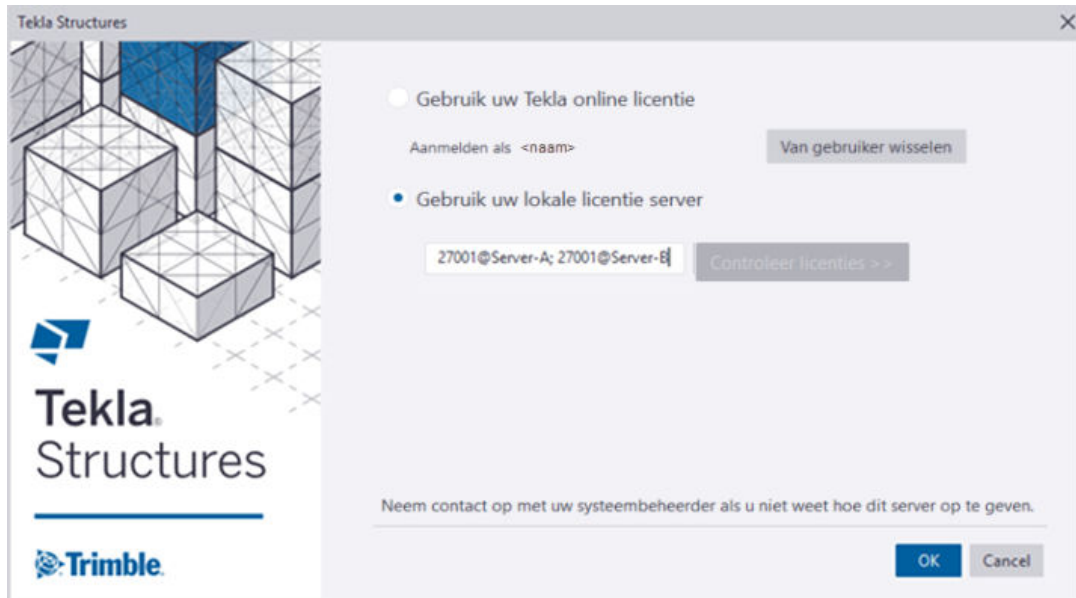 Tekla Structures
Gebruik uw Tekla online licentie
Aanmelden als <naam>
Van gebruiker wisselen
Gebruik uw lokale licentie server
27001@Server-A; 27001@Server-B
Controleer licenties >>
Tekla®
Structures
Neem contact op met uw systeembeheerder als u niet weet hoe dit server op te geven.
Trimble.
OK
Cancel